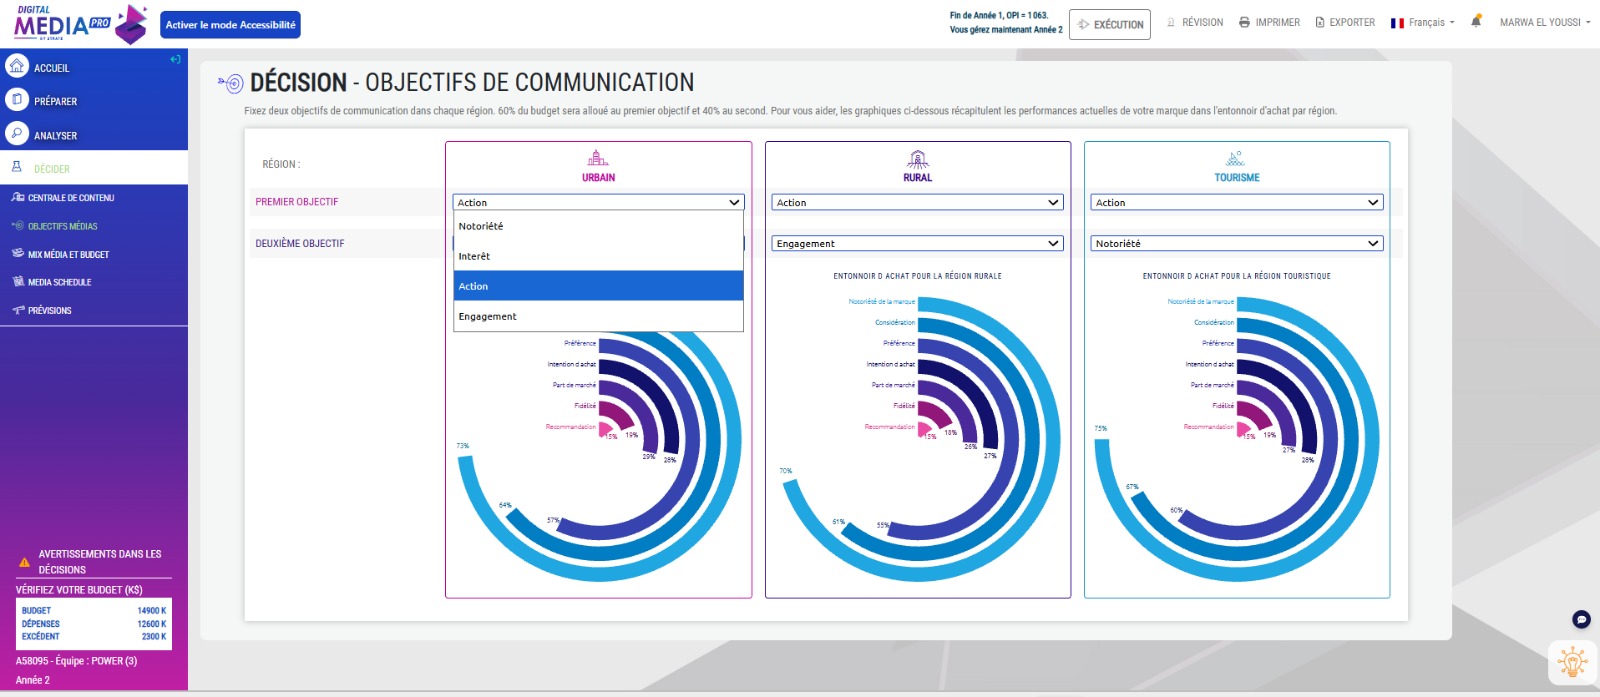 DIGITAL
MEDIA PRO
BY STRATX
Activer le mode Accessibilité
Fin de Année 1, OPI = 1 063.
Vous gérez maintenant Année 2
EXÉCUTION
RÉVISION
IMPRIMER
EXPORTER
Français
MARWA EL YOUSSI
ACCUEIL
PRÉPARER
ANALYSER
DÉCIDER
CENTRALE DE CONTENU
OBJECTIFS MÉDIAS
MIX MÉDIA ET BUDGET
MEDIA SCHEDULE
PRÉVISIONS
AVERTISSEMENTS DANS LES
DÉCISIONS
VÉRIFIEZ VOTRE BUDGET (K$)
BUDGET 14900 K
DÉPENSES 12600 K
EXCÉDENT 2300 K
A58095 - Équipe : POWER (3)
Année 2
DÉCISION - OBJECTIFS DE COMMUNICATION
Fixez deux objectifs de communication dans chaque région. 60% du budget sera alloué au premier objectif et 40% au second. Pour vous aider, les graphiques ci-dessous récapitulent les performances actuelles de votre marque dans l'entonnoir d'achat par région.
RÉGION :
URBAIN
RURAL
TOURISME
PREMIER OBJECTIF
Action
Action
Action
DEUXIÈME OBJECTIF
Notoriété
Interêt
Action
Engagement
Engagement
Notoriété
Préférence
Intention d achat
Part de marché
Fidélité
Recommandation
15%
19%
29%
28%
73%
64%
57%
ENTONNOIR D ACHAT POUR LA RÉGION RURALE
Notoriété de la marque
Considération
Préférence
Intention d achat
Part de marché
Fidélité
Recommandation
15%
18%
26%
27%
70%
61%
55%
ENTONNOIR D ACHAT POUR LA RÉGION TOURISTIQUE
Notoriété de la marque
Considération
Préférence
Intention d achat
Part de marché
Fidélité
Recommandation
15%
19%
27%
28%
75%
67%
60%